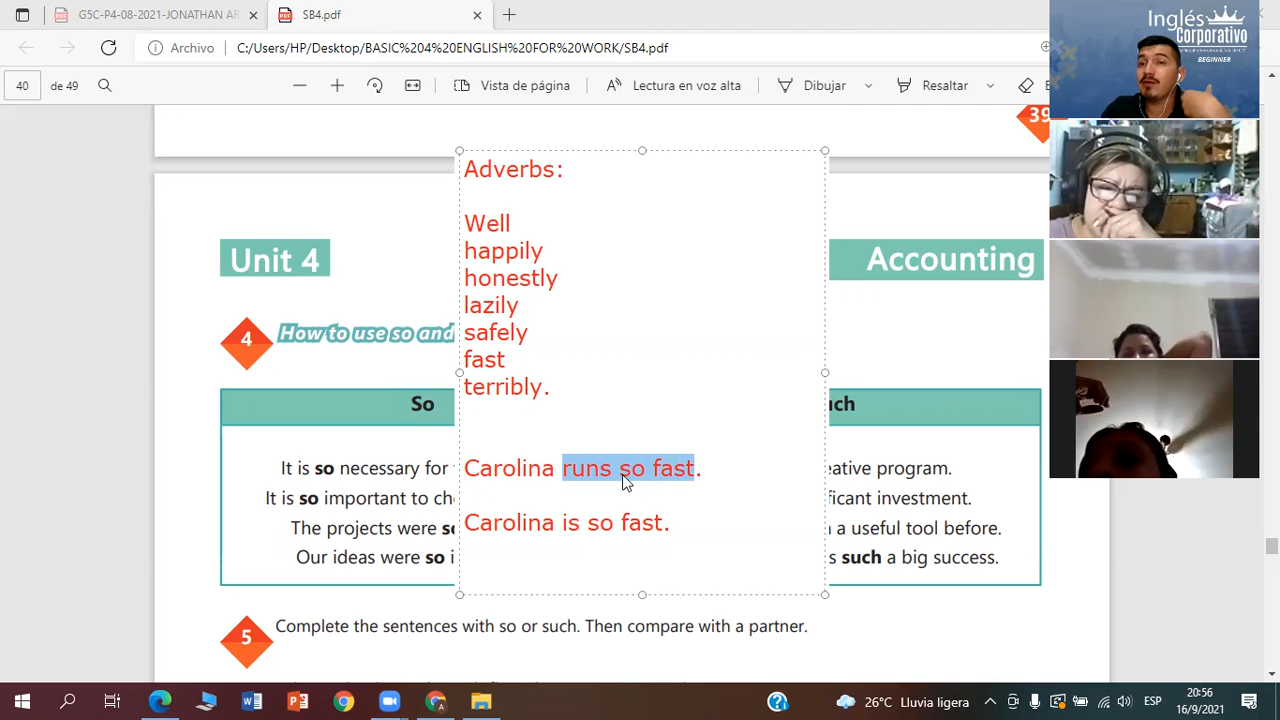 G5C-P4-08-2021-JONATHAN AR
SB4.pdf
Archivo
C:/Users/HP/Desktop/BASIC%204%20ENGLISH%20FOR%20WORK/SB4.pdf
40
de 49
Vista de página
Lectura en voz alta
Dibujar
Resaltar
Inglés
Corporativo
BEGINNER
39
Adverbs:
Well
happily
honestly
lazily
safely
fast
terribly.
Carolina runs so fast.
Carolina is so fast.
Unit 4
Accounting
4
How to use so and
So
uch
It is so necessary for
eative program.
It is so important to ch
ficant investment.
The projects were so
a useful tool before.
Our ideas were so i
s such a big success.
5
Complete the sentences with so or such. Then compare with a partner.
26°C Lluvia ligera
ESP
20:56
16/9/2021